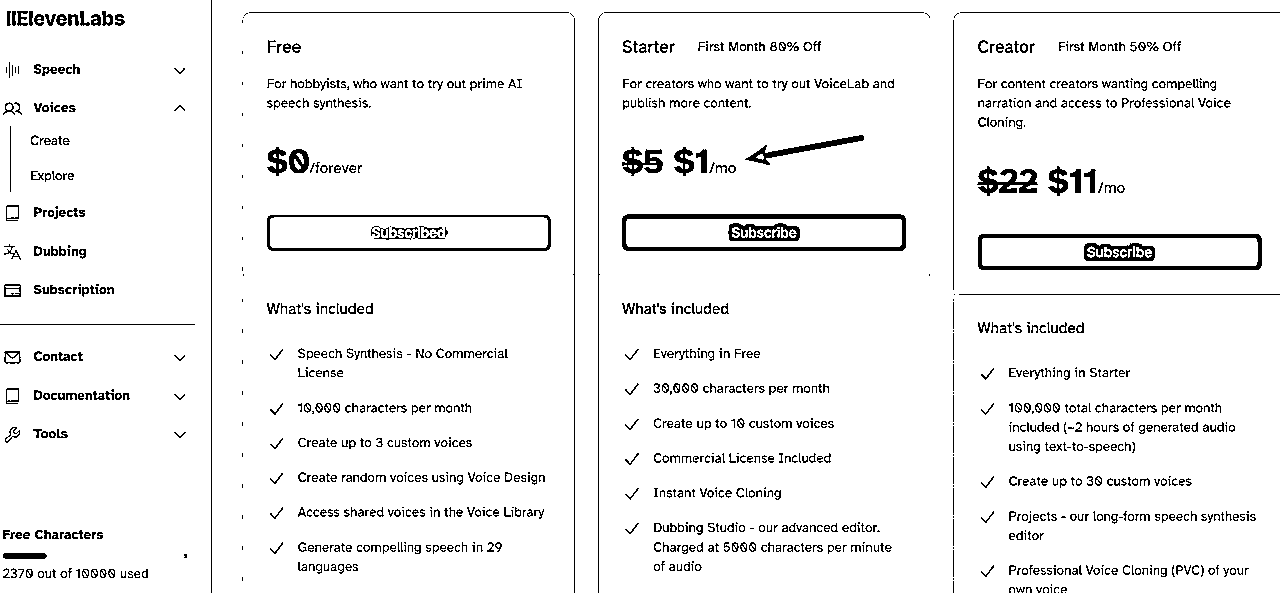 IIElevenLabs
Speech
Voices
Create
Explore
Projects
Dubbing
Subscription
Contact
Documentation
Tools
Free Characters
2370 out of 10000 used
Free
For hobbyists, who want to try out prime AI
speech synthesis.
$0/forever
Subscribed
What's included
Speech Synthesis - No Commercial
License
10,000 characters per month
Create up to 3 custom voices
Create random voices using Voice Design
Access shared voices in the Voice Library
Generate compelling speech in 29
languages
Starter First Month 80% Off
For creators who want to try out VoiceLab and
publish more content.
$5 $1/mo
Subscribe
What's included
Everything in Free
30,000 characters per month
Create up to 10 custom voices
Commercial License Included
Instant Voice Cloning
Dubbing Studio - our advanced editor.
Charged at 5000 characters per minute
of audio
Creator First Month 50% Off
For content creators wanting compelling
narration and access to Professional Voice
Cloning.
$22 $11/mo
Subscribe
What's included
Everything in Starter
100,000 total characters per month
included (~2 hours of generated audio
using text-to-speech)
Create up to 30 custom voices
Projects - our long-form speech synthesis
editor
Professional Voice Cloning (PVC) of your
own voice